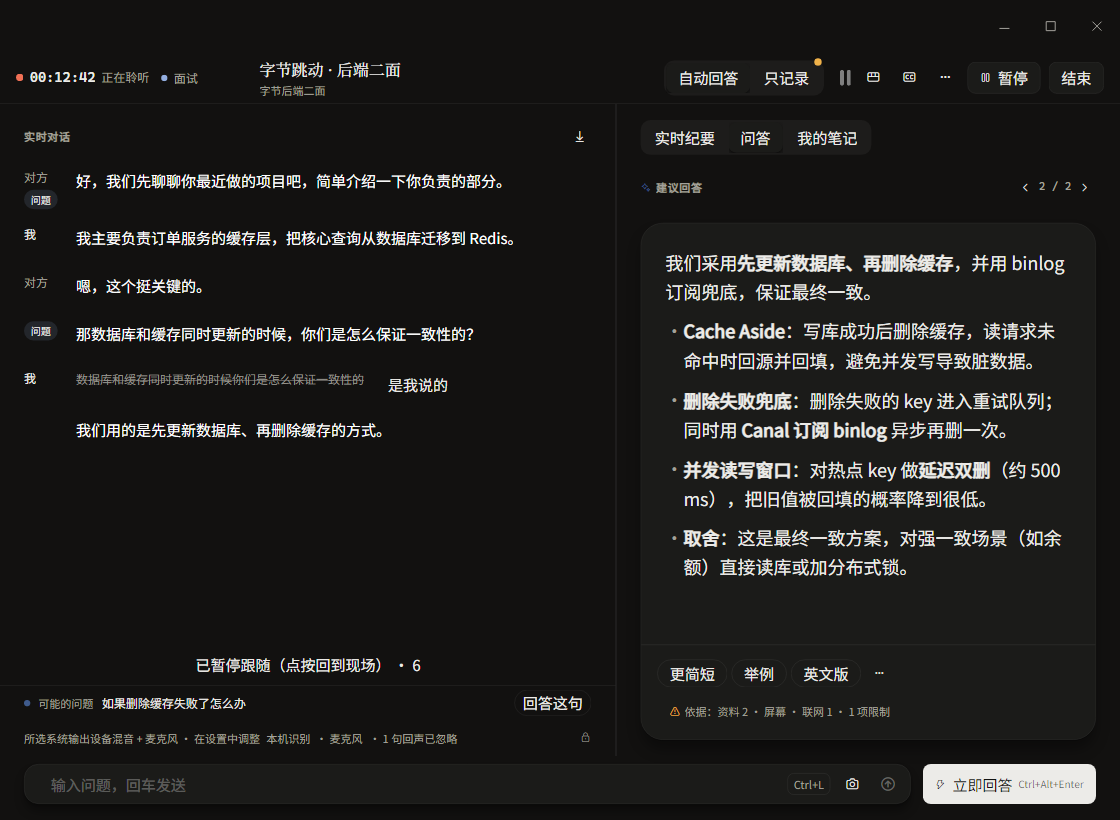 00:12:42 正在聆听 面试
字节跳动 · 后端二面
字节后端二面
自动回答 只记录
CC
暂停
结束
实时对话
对方
问题
好，我们先聊聊你最近做的项目吧，简单介绍一下你负责的部分。
我
我主要负责订单服务的缓存层，把核心查询从数据库迁移到 Redis。
对方
嗯，这个挺关键的。
问题
那数据库和缓存同时更新的时候，你们是怎么保证一致性的？
我
数据库和缓存同时更新的时候你们是怎么保证一致性的
是我说的
我们用的是先更新数据库、再删除缓存的方式。
已暂停跟随（点按回到现场） · 6
可能的问题 如果删除缓存失败了怎么办
回答这句
所选系统输出设备混音 + 麦克风 · 在设置中调整 本机识别 · 麦克风 · 1 句回声已忽略
实时纪要 问答 我的笔记
建议回答
2 / 2
我们采用先更新数据库、再删除缓存，并用 binlog
订阅兜底，保证最终一致。
• Cache Aside：写库成功后删除缓存，读请求未
命中时回源并回填，避免并发写导致脏数据。
• 删除失败兜底：删除失败的 key 进入重试队列；
同时用 Canal 订阅 binlog 异步再删一次。
• 并发读写窗口：对热点 key 做延迟双删（约 500
ms），把旧值被回填的概率降到很低。
• 取舍：这是最终一致方案，对强一致场景（如余
额）直接读库或加分布式锁。
更简短 举例 英文版 ···
依据：资料 2 · 屏幕 · 联网 1 · 1 项限制
输入问题，回车发送
Ctrl+L
立即回答 Ctrl+Alt+Enter